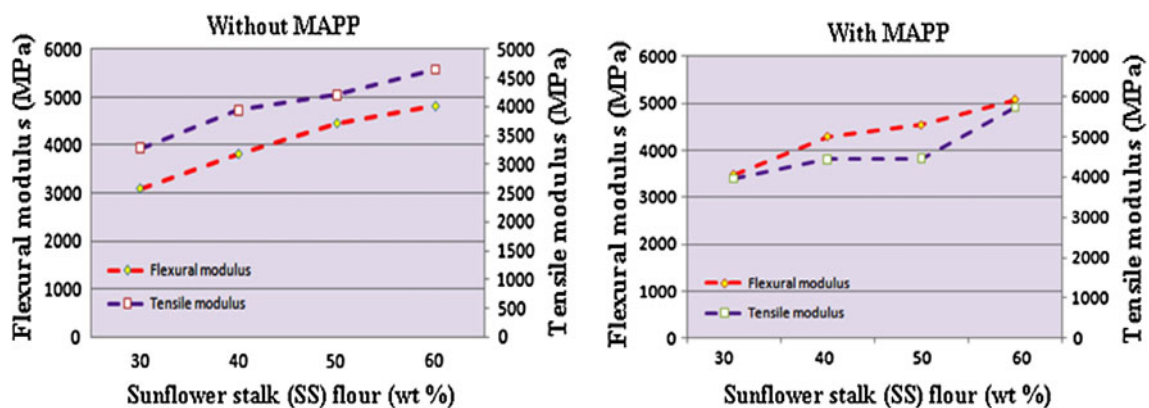 Without MAPP
Flexural modulus (MPa)
6000
5000
4000
3000
2000
1000
0
Flexural modulus
Tensile modulus
5000
4500
4000
3500
3000
2500
2000
1500
1000
500
0
Tensile modulus (MPa)
30 40 50 60
Sunflower stalk (SS) flour (wt %)
With MAPP
Flexural modulus (MPa)
6000
5000
4000
3000
2000
1000
0
Flexural modulus
Tensile modulus
7000
6000
5000
4000
3000
2000
1000
0
Tensile modulus (MPa)
30 40 50 60
Sunflower stalk (SS) flour (wt %)